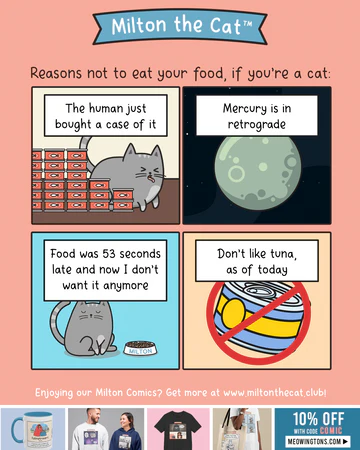 Milton the Cat™
Reasons not to eat your food, if you're a cat:
The human just
bought a case of it
Mercury is in
retrograde
Food was 53 seconds
late and now I don't
want it anymore
MILTON
Don't like tuna,
as of today
Enjoying our Milton Comics? Get more at www.miltonthecat.club!
10% OFF
WITH CODE COMIC
MEOWINGTONS.COM